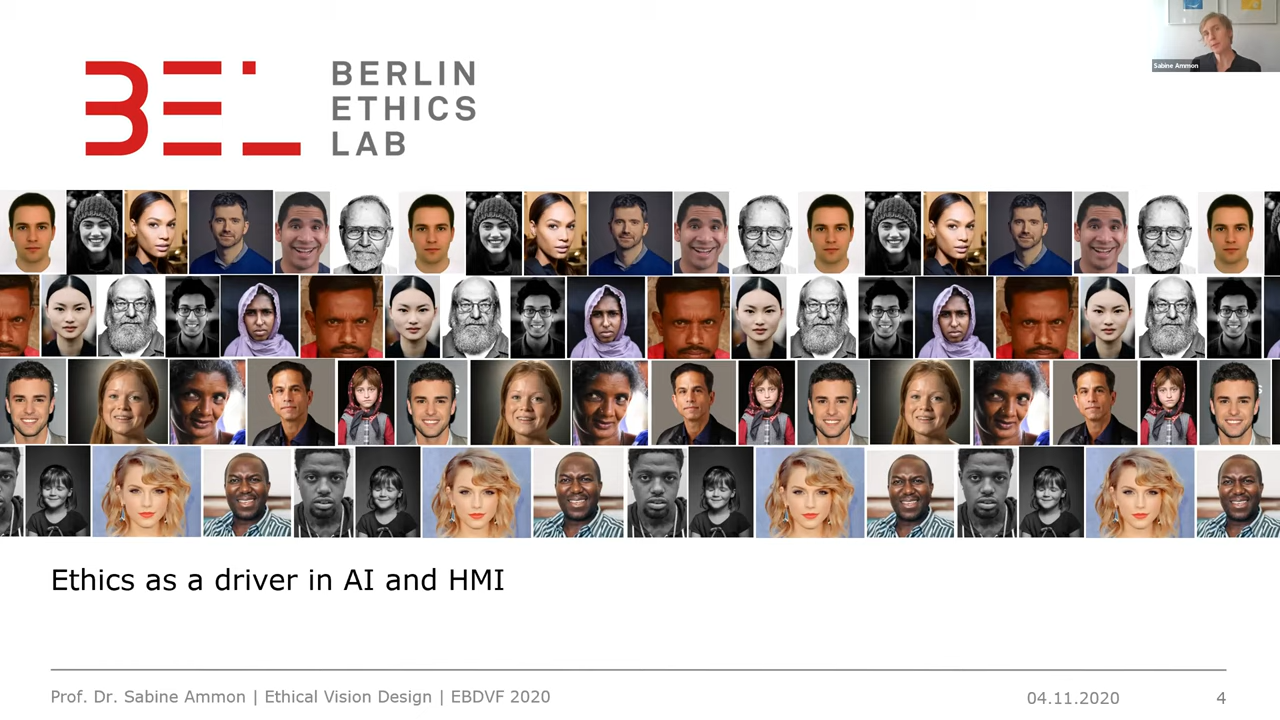 Sabine Ammon
BEL
BERLIN
ETHICS
LAB
Ethics as a driver in AI and HMI
Prof. Dr. Sabine Ammon | Ethical Vision Design | EBDVF 2020
04.11.2020
4